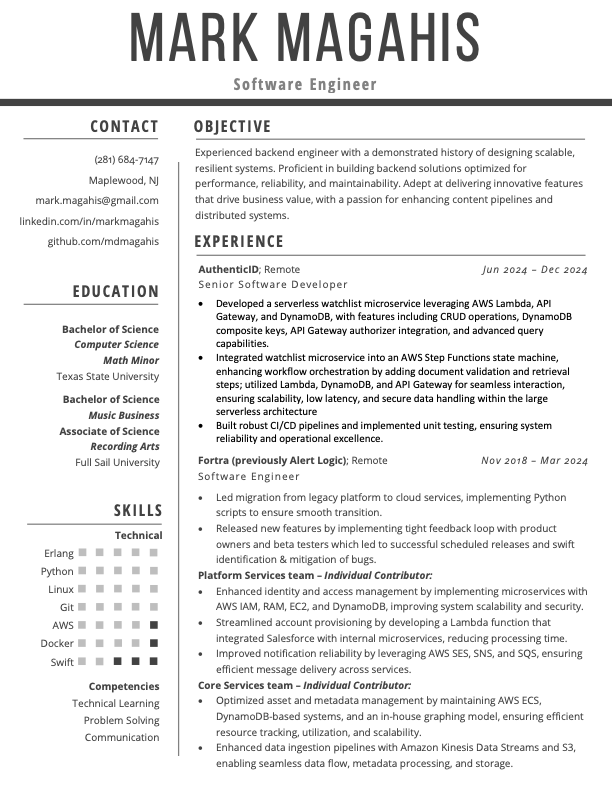 MARK MAGAHIS
Software Engineer
CONTACT
(281) 684-7147
Maplewood, NJ
mark.magahis@gmail.com
linkedin.com/in/markmagahis
github.com/mdmagahis
EDUCATION
Bachelor of Science
Computer Science
Math Minor
Texas State University
Bachelor of Science
Music Business
Associate of Science
Recording Arts
Full Sail University
SKILLS
Technical
Erlang
Python
Linux
Git
AWS
Docker
Swift
Competencies
Technical Learning
Problem Solving
Communication
OBJECTIVE
Experienced backend engineer with a demonstrated history of designing scalable,
resilient systems. Proficient in building backend solutions optimized for
performance, reliability, and maintainability. Adept at delivering innovative features
that drive business value, with a passion for enhancing content pipelines and
distributed systems.
EXPERIENCE
AuthenticID; Remote Jun 2024 – Dec 2024
Senior Software Developer
• Developed a serverless watchlist microservice leveraging AWS Lambda, API
Gateway, and DynamoDB, with features including CRUD operations, DynamoDB
composite keys, API Gateway authorizer integration, and advanced query
capabilities.
• Integrated watchlist microservice into an AWS Step Functions state machine,
enhancing workflow orchestration by adding document validation and retrieval
steps; utilized Lambda, DynamoDB, and API Gateway for seamless interaction,
ensuring scalability, low latency, and secure data handling within the large
serverless architecture
• Built robust CI/CD pipelines and implemented unit testing, ensuring system
reliability and operational excellence.
Fortra (previously Alert Logic); Remote Nov 2018 – Mar 2024
Software Engineer
• Led migration from legacy platform to cloud services, implementing Python
scripts to ensure smooth transition.
• Released new features by implementing tight feedback loop with product
owners and beta testers which led to successful scheduled releases and swift
identification & mitigation of bugs.
Platform Services team – Individual Contributor:
• Enhanced identity and access management by implementing microservices with
AWS IAM, RAM, EC2, and DynamoDB, improving system scalability and security.
• Streamlined account provisioning by developing a Lambda function that
integrated Salesforce with internal microservices, reducing processing time.
• Improved notification reliability by leveraging AWS SES, SNS, and SQS, ensuring
efficient message delivery across services.
Core Services team – Individual Contributor:
• Optimized asset and metadata management by maintaining AWS ECS,
DynamoDB-based systems, and an in-house graphing model, ensuring efficient
resource tracking, utilization, and scalability.
• Enhanced data ingestion pipelines with Amazon Kinesis Data Streams and S3,
enabling seamless data flow, metadata processing, and storage.